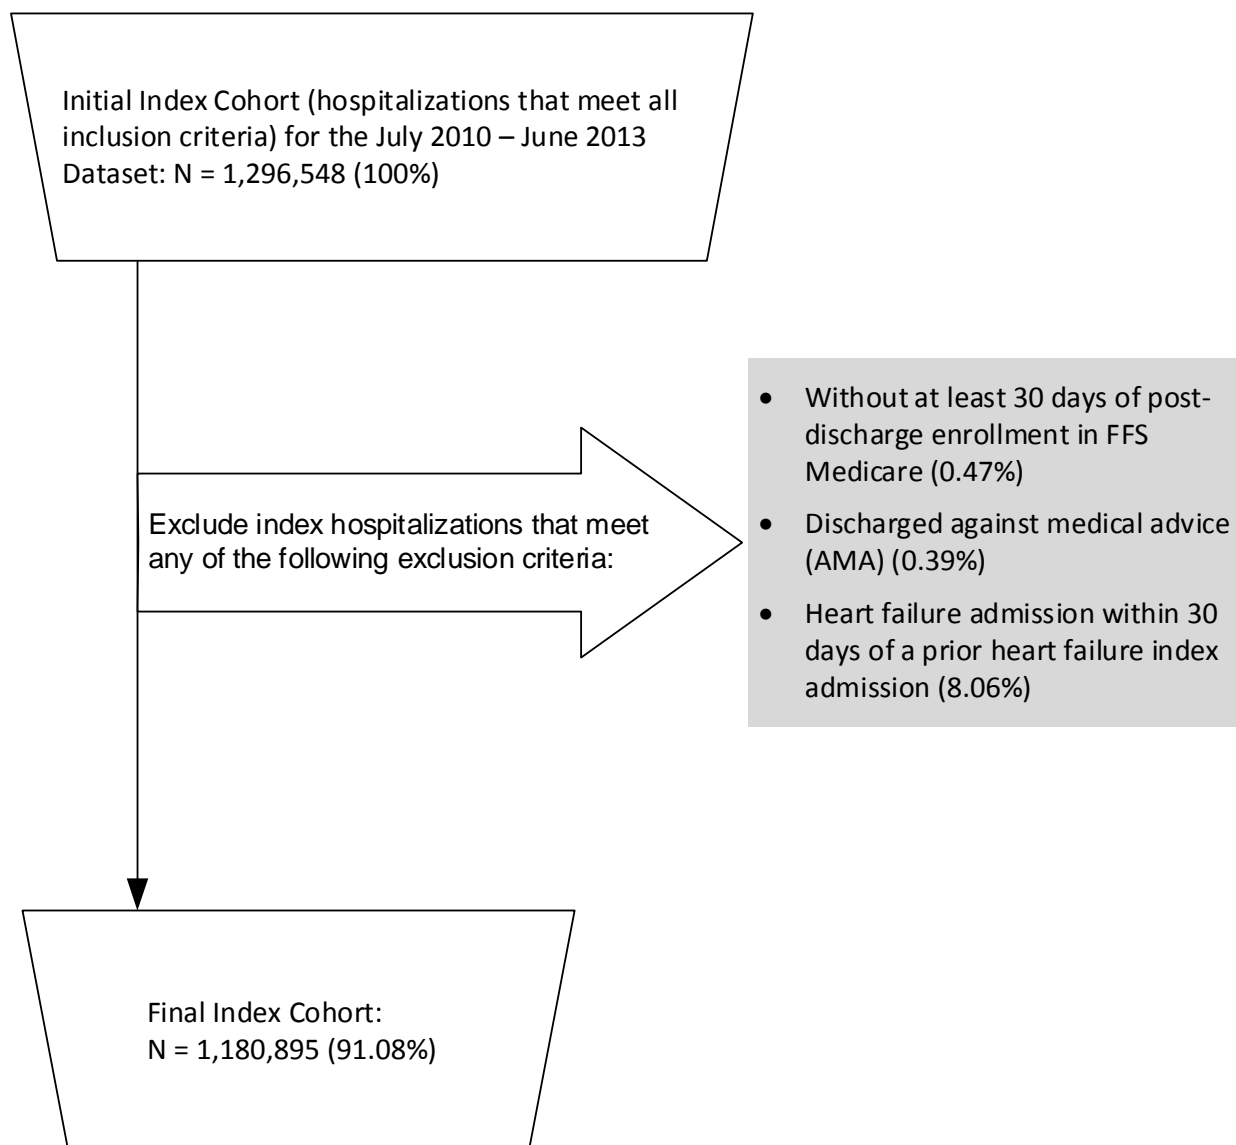 Initial Index Cohort (hospitalizations that meet all
inclusion criteria) for the July 2010 – June 2013
Dataset: N = 1,296,548 (100%)
Exclude index hospitalizations that meet
any of the following exclusion criteria:
• Without at least 30 days of post-
discharge enrollment in FFS
Medicare (0.47%)
• Discharged against medical advice
(AMA) (0.39%)
• Heart failure admission within 30
days of a prior heart failure index
admission (8.06%)
Final Index Cohort:
N = 1,180,895 (91.08%)